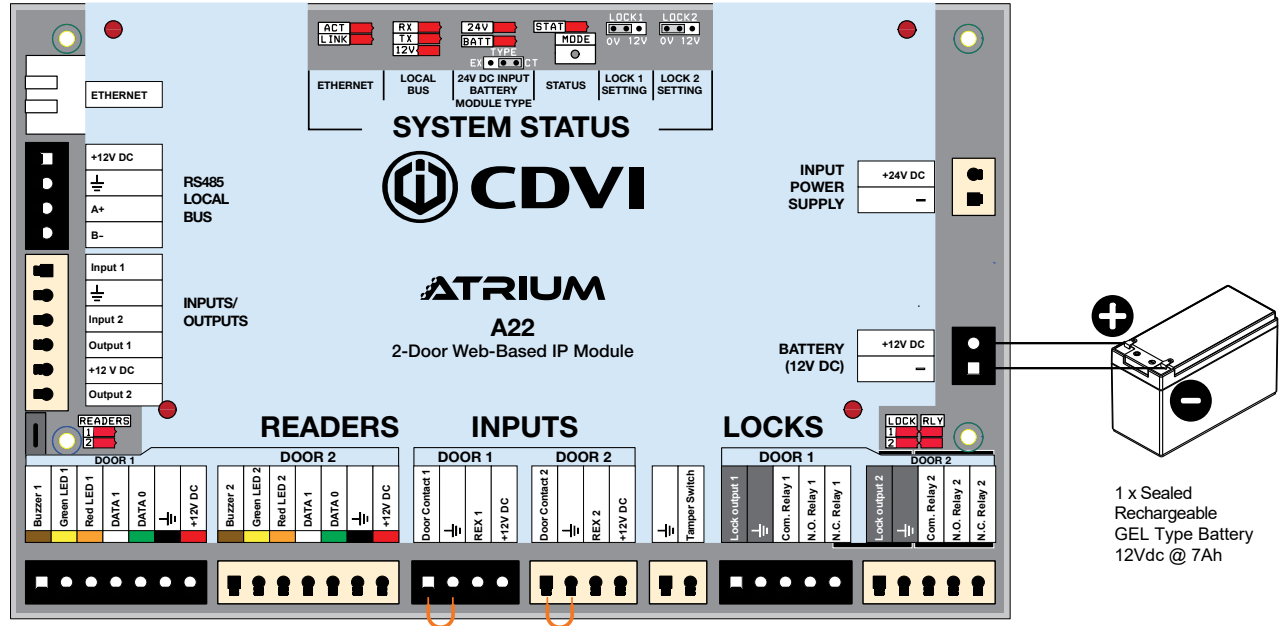 ACT
LINK
RX
TX
12V
24V
BATT
TYPE
EX
CT
STAT
MODE
LOCK1
0V 12V
LOCK2
0V 12V
ETHERNET
LOCAL
BUS
24V DC INPUT
BATTERY
MODULE TYPE
STATUS
LOCK 1
SETTING
LOCK 2
SETTING
SYSTEM STATUS
CDVI
ATRIUM
A22
2-Door Web-Based IP Module
ETHERNET
+12V DC
A+
B-
RS485
LOCAL
BUS
Input 1
Input 2
Output 1
+12 V DC
Output 2
INPUTS/
OUTPUTS
INPUT
POWER
SUPPLY
+24V DC
–
BATTERY
(12V DC)
+12V DC
–
+
-
1 x Sealed
Rechargeable
GEL Type Battery
12Vdc @ 7Ah
READERS
1
2
LOCK RLY
1
2
READERS
DOOR 1
Buzzer 1
Green LED 1
Red LED 1
DATA 1
DATA 0
+12V DC
DOOR 2
Buzzer 2
Green LED 2
Red LED 2
DATA 1
DATA 0
+12V DC
INPUTS
DOOR 1
Door Contact 1
REX 1
+12V DC
DOOR 2
Door Contact 2
REX 2
+12V DC
Tamper Switch
LOCKS
DOOR 1
Lock output 1
Com. Relay 1
N.O. Relay 1
N.C. Relay 1
DOOR 2
Lock output 2
Com. Relay 2
N.O. Relay 2
N.C. Relay 2